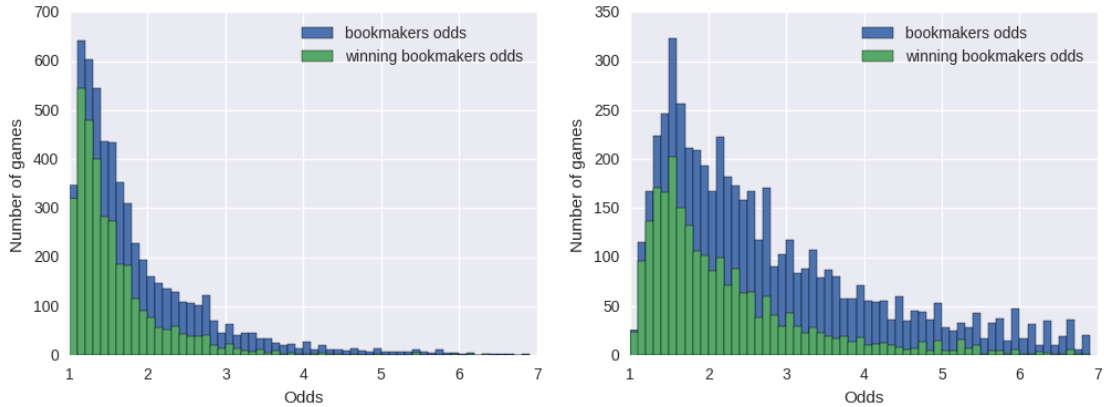 700
600
500
400
300
200
100
0
Number of games
bookmakers odds
winning bookmakers odds
1 2 3 4 5 6 7
Odds
350
300
250
200
150
100
50
0
Number of games
bookmakers odds
winning bookmakers odds
1 2 3 4 5 6 7
Odds